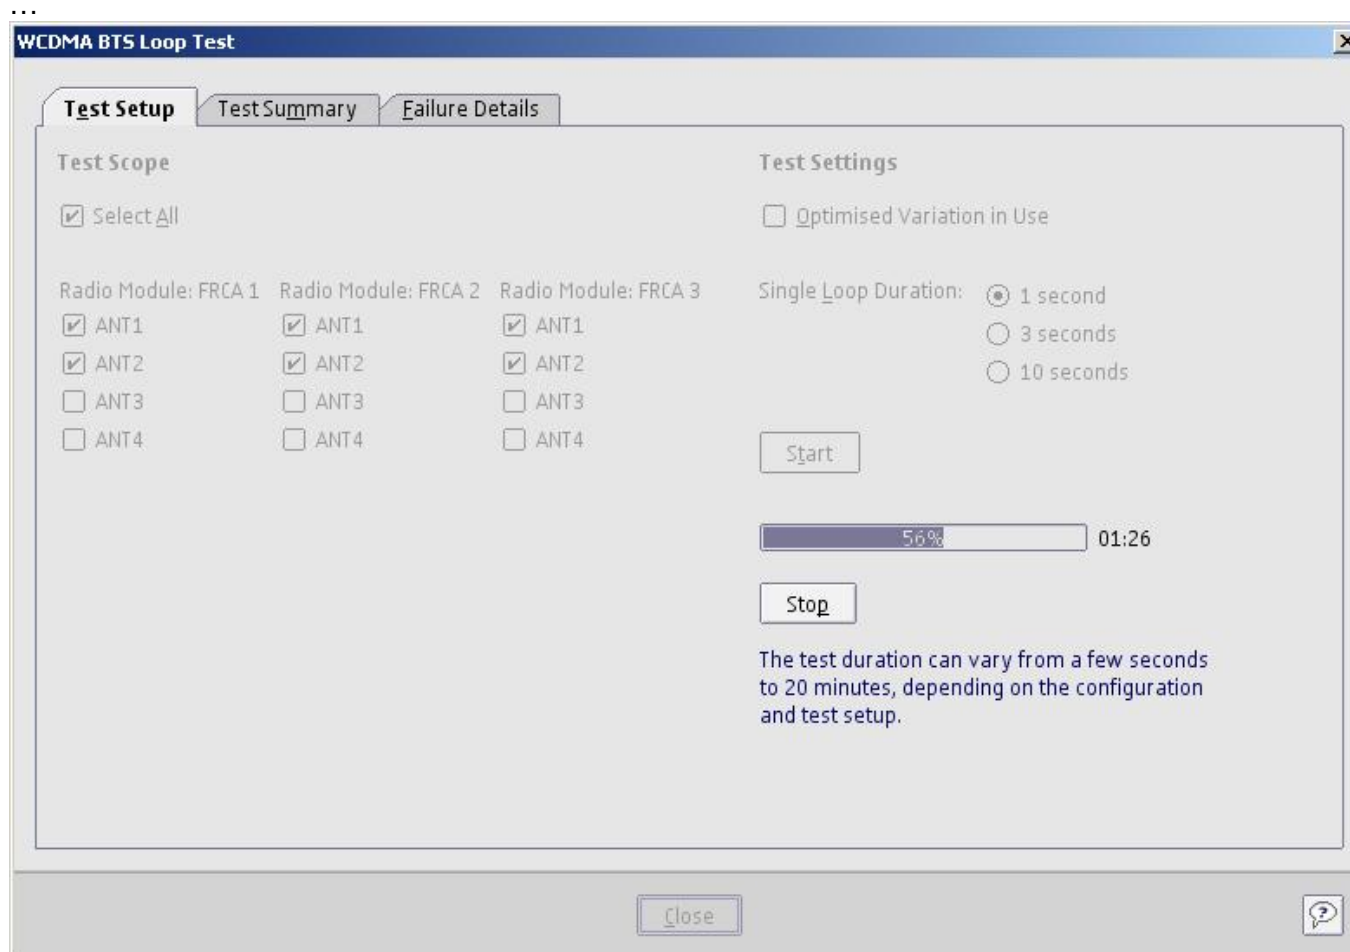 ...
WCDMA BTS Loop Test
Test Setup
Test Summary
Failure Details
Test Scope
Select All
Radio Module: FRCA 1
Radio Module: FRCA 2
Radio Module: FRCA 3
ANT1
ANT1
ANT1
ANT2
ANT2
ANT2
ANT3
ANT3
ANT3
ANT4
ANT4
ANT4
Test Settings
Optimised Variation in Use
Single Loop Duration:
1 second
3 seconds
10 seconds
Start
56%
01:26
Stop
The test duration can vary from a few seconds
to 20 minutes, depending on the configuration
and test setup.
Close
?